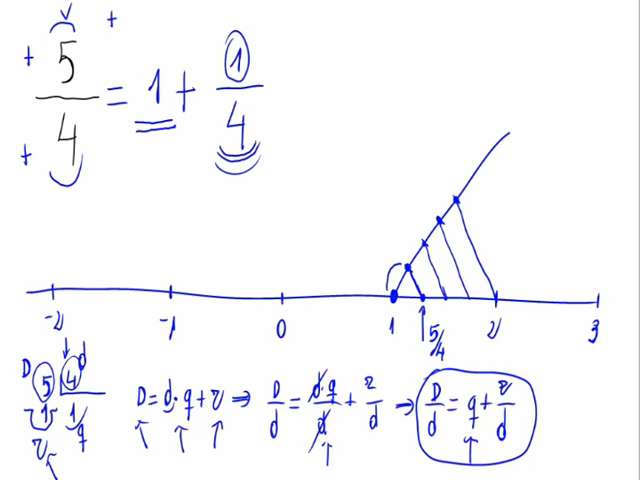 + 5/4 + = 1 + 1/4
+
-2 -1 0 1 5/4 2 3
D 5 4 d
r 1 1 q
D = d·q + r ⇒ D/d = d·q/d + r/d ⇒ D/d = q + r/d